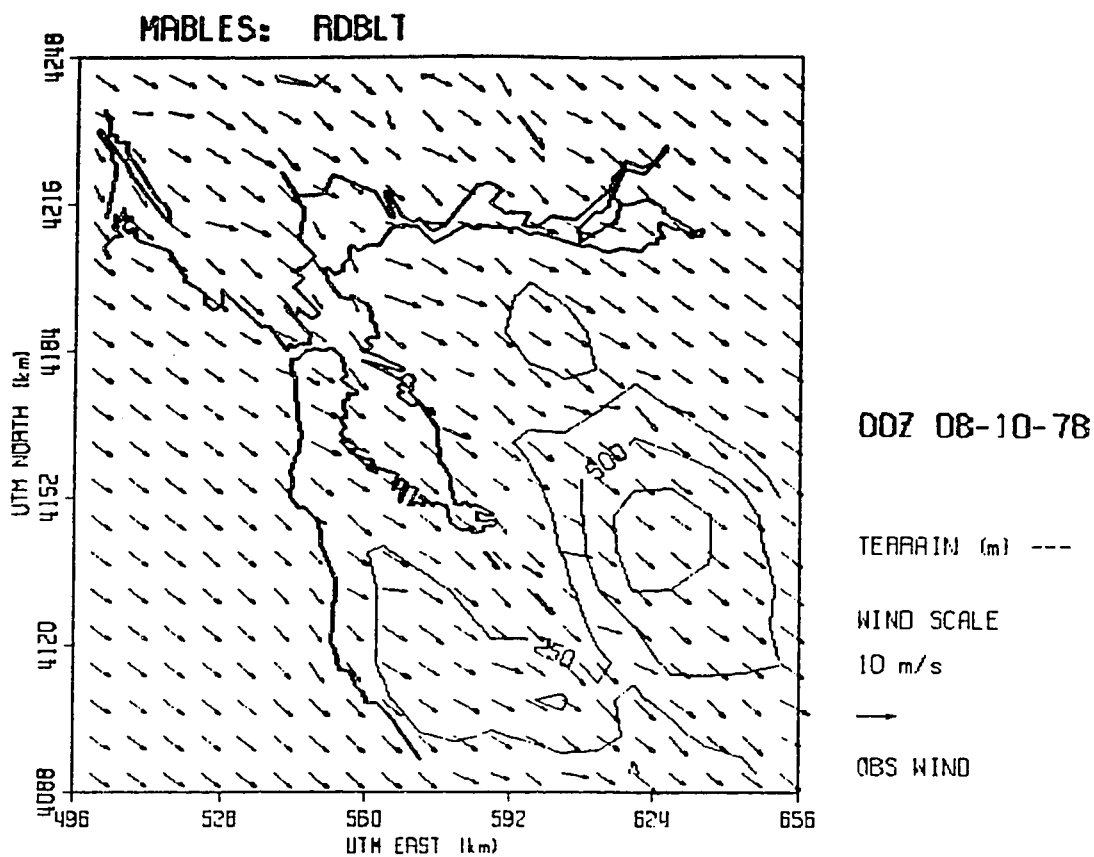 MABLES: RDBLT
4248
4216
4184
4152
4120
4088
UTM NORTH (km)
496
528
560
592
624
656
UTM EAST (km)
500
250
00Z 08-10-78
TERRAIN (m) ---
WIND SCALE
10 m/s
OBS WIND